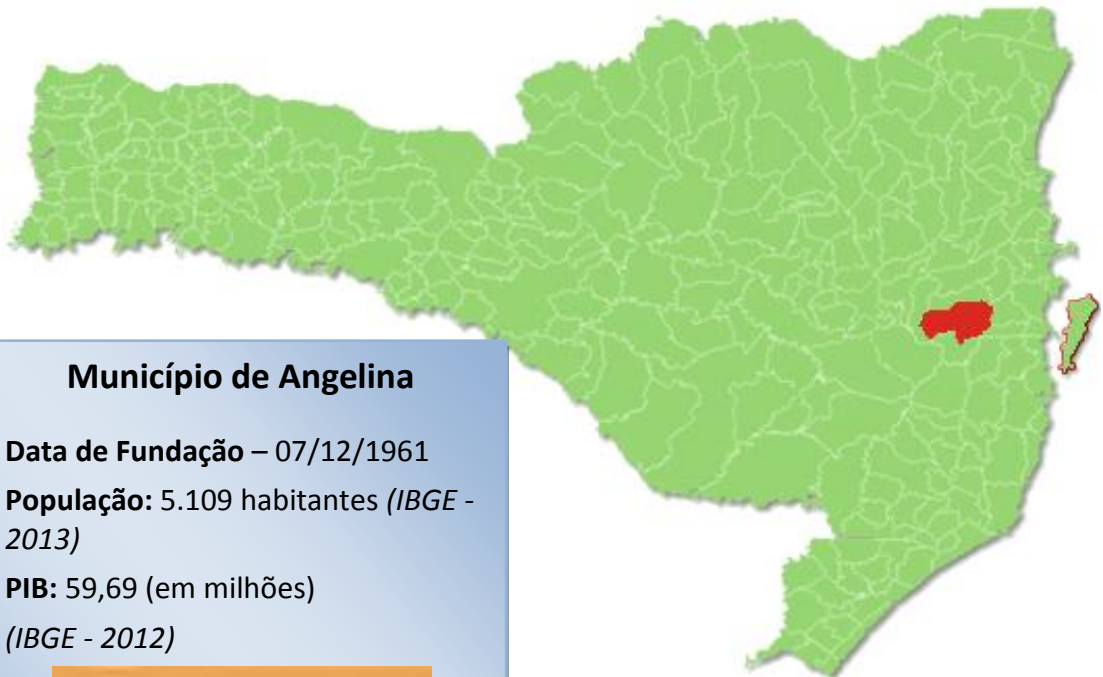 Município de Angelina
Data de Fundação – 07/12/1961
População: 5.109 habitantes (IBGE -
2013)
PIB: 59,69 (em milhões)
(IBGE - 2012)